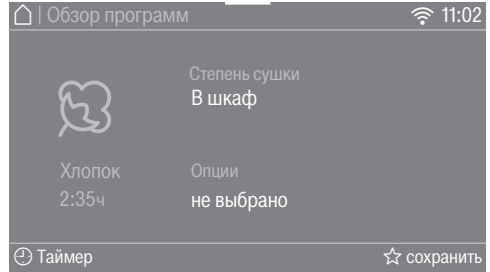 | Обзор программ 11:02
Степень сушки
В шкаф
Хлопок
2:35ч
Опции
не выбрано
Таймер сохранить